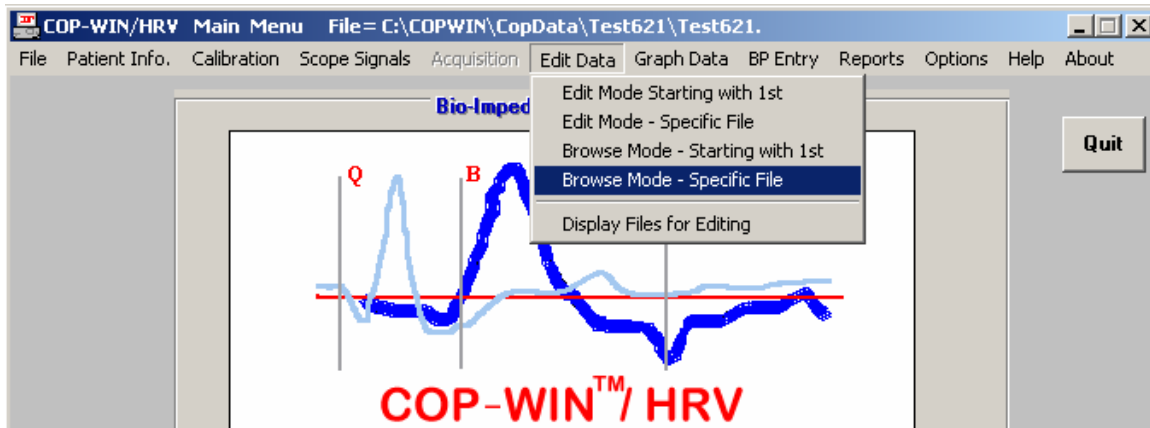 COP-WIN/HRV Main Menu File= C:\COPWIN\CopData\Test621\Test621.
File Patient Info. Calibration Scope Signals Acquisition Edit Data Graph Data BP Entry Reports Options Help About
Edit Mode Starting with 1st
Edit Mode - Specific File
Browse Mode - Starting with 1st
Browse Mode - Specific File
Display Files for Editing
Bio-Imped
Quit
Q
B
COP-WIN™/ HRV